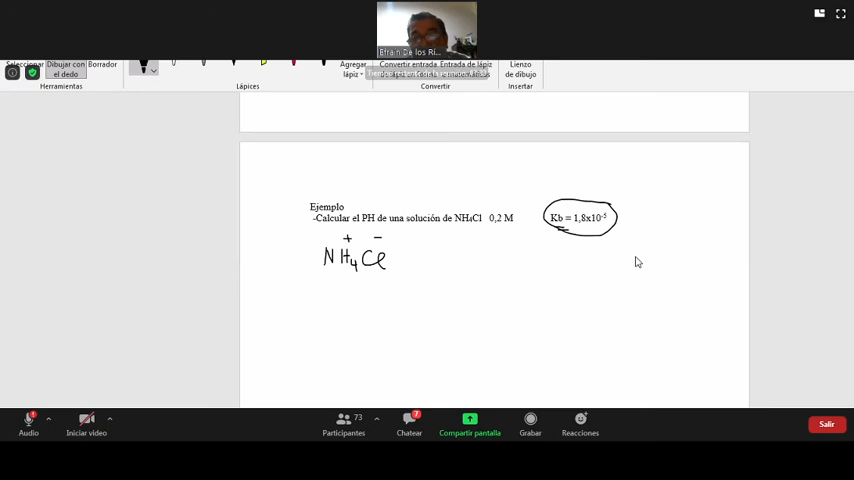 Efraín De los Rí...
Seleccionar
Dibujar con el dedo
Borrador
Agregar lápiz
Convertir entrada
Entrada de lápiz
Lienzo de dibujo
Herramientas
Lápices
Convertir
Insertar
Ejemplo
-Calcular el PH de una solución de NH4Cl 0,2 M Kb = 1,8x10-5
+ -
NH4Cl
73
7
Audio
Iniciar video
Participantes
Chatear
Compartir pantalla
Grabar
Reacciones
Salir